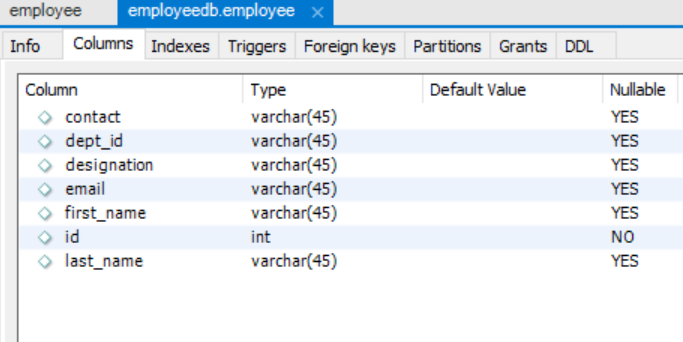 employee employeedb.employee ×
Info Columns Indexes Triggers Foreign keys Partitions Grants DDL
Column Type Default Value Nullable
contact varchar(45) YES
dept_id varchar(45) YES
designation varchar(45) YES
email varchar(45) YES
first_name varchar(45) YES
id int NO
last_name varchar(45) YES